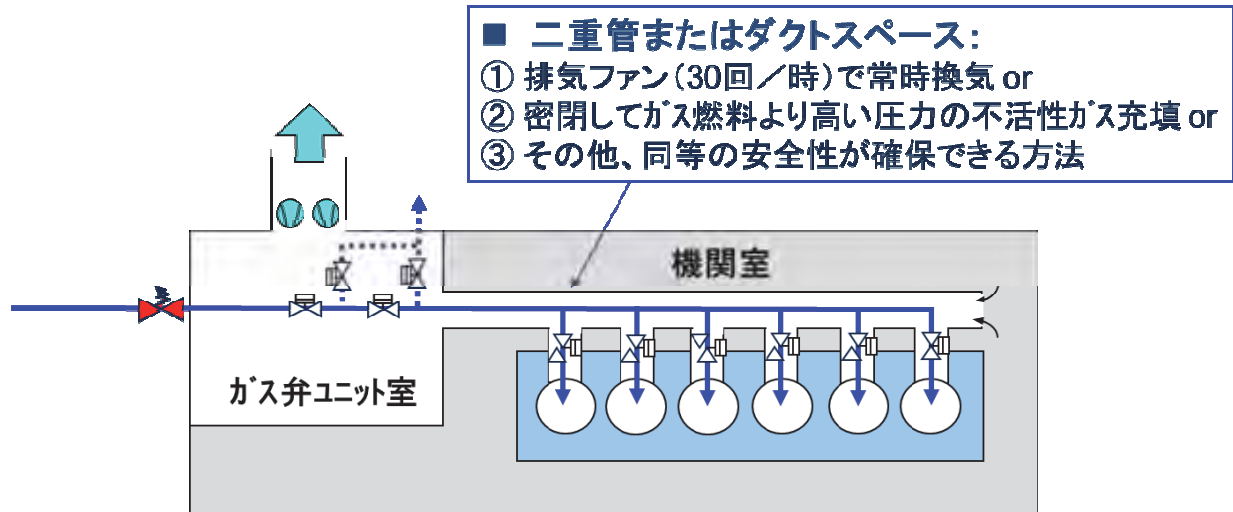 ■ 二重管またはダクトスペース：
① 排気ファン（30回／時）で常時換気 or
② 密閉してガス燃料より高い圧力の不活性ガス充填 or
③ その他、同等の安全性が確保できる方法
機関室
ガス弁ユニット室